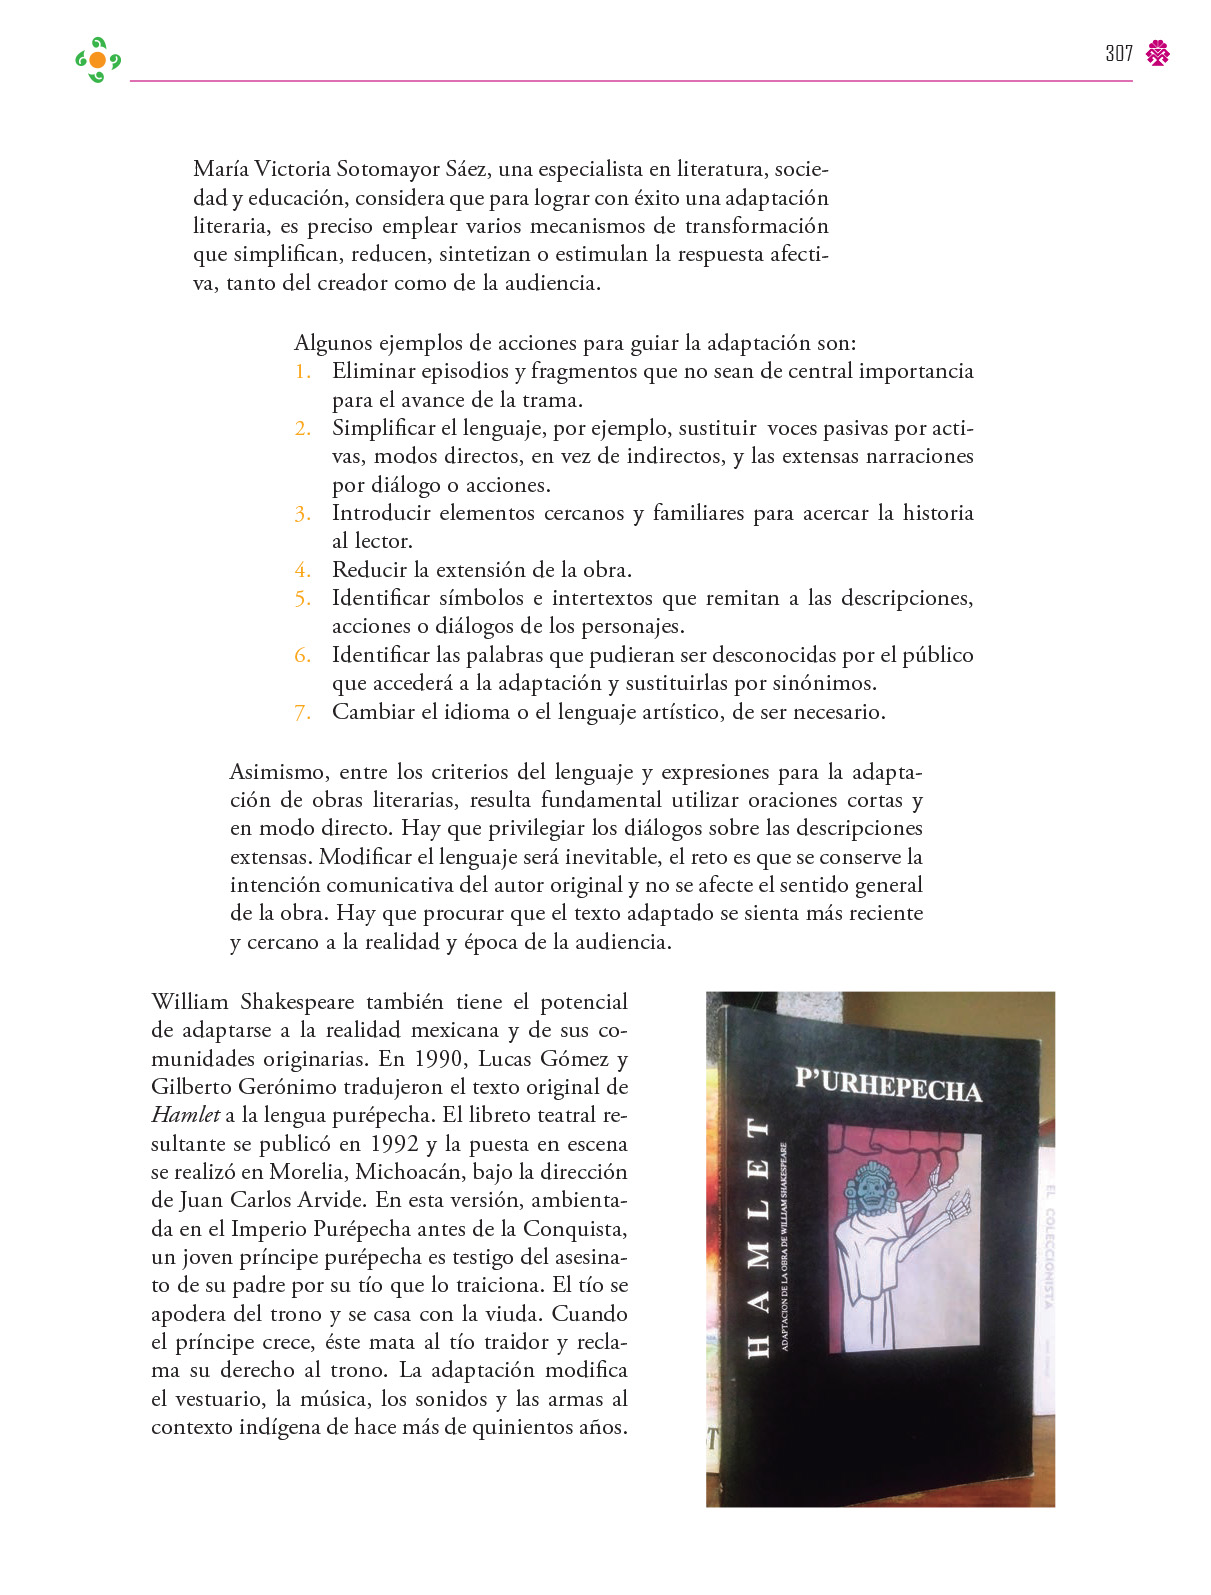 307
María Victoria Sotomayor Sáez, una especialista en literatura, socie-
dad y educación, considera que para lograr con éxito una adaptación
literaria, es preciso emplear varios mecanismos de transformación
que simplifican, reducen, sintetizan o estimulan la respuesta afecti-
va, tanto del creador como de la audiencia.
Algunos ejemplos de acciones para guiar la adaptación son:
1. Eliminar episodios y fragmentos que no sean de central importancia
para el avance de la trama.
2. Simplificar el lenguaje, por ejemplo, sustituir voces pasivas por acti-
vas, modos directos, en vez de indirectos, y las extensas narraciones
por diálogo o acciones.
3. Introducir elementos cercanos y familiares para acercar la historia
al lector.
4. Reducir la extensión de la obra.
5. Identificar símbolos e intertextos que remitan a las descripciones,
acciones o diálogos de los personajes.
6. Identificar las palabras que pudieran ser desconocidas por el público
que accederá a la adaptación y sustituirlas por sinónimos.
7. Cambiar el idioma o el lenguaje artístico, de ser necesario.
Asimismo, entre los criterios del lenguaje y expresiones para la adapta-
ción de obras literarias, resulta fundamental utilizar oraciones cortas y
en modo directo. Hay que privilegiar los diálogos sobre las descripciones
extensas. Modificar el lenguaje será inevitable, el reto es que se conserve la
intención comunicativa del autor original y no se afecte el sentido general
de la obra. Hay que procurar que el texto adaptado se sienta más reciente
y cercano a la realidad y época de la audiencia.
William Shakespeare también tiene el potencial
de adaptarse a la realidad mexicana y de sus co-
munidades originarias. En 1990, Lucas Gómez y
Gilberto Gerónimo tradujeron el texto original de
Hamlet a la lengua purépecha. El libreto teatral re-
sultante se publicó en 1992 y la puesta en escena
se realizó en Morelia, Michoacán, bajo la dirección
de Juan Carlos Arvide. En esta versión, ambienta-
da en el Imperio Purépecha antes de la Conquista,
un joven príncipe purépecha es testigo del asesina-
to de su padre por su tío que lo traiciona. El tío se
apodera del trono y se casa con la viuda. Cuando
el príncipe crece, éste mata al tío traidor y recla-
ma su derecho al trono. La adaptación modifica
el vestuario, la música, los sonidos y las armas al
contexto indígena de hace más de quinientos años.
P'URHEPECHA
HAMLET
ADAPTACION DE LA OBRA DE WILLIAM SHAKESPEARE
EL COLECCIONISTA